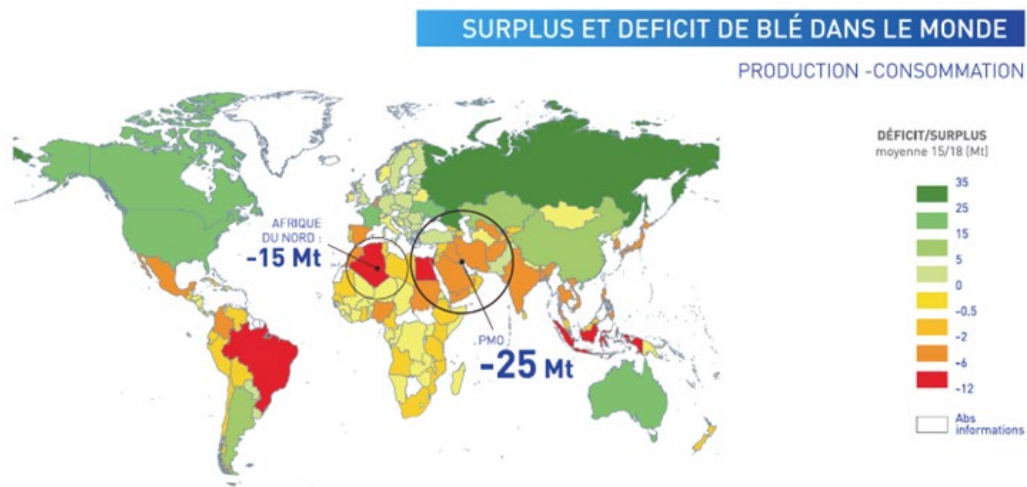 SURPLUS ET DEFICIT DE BLÉ DANS LE MONDE
PRODUCTION -CONSOMMATION
DÉFICIT/SURPLUS
moyenne 15/18 (Mt)
35
25
15
5
0
-0.5
-2
-6
-12
Abs
informations
AFRIQUE
DU NORD :
-15 Mt
PMO
-25 Mt